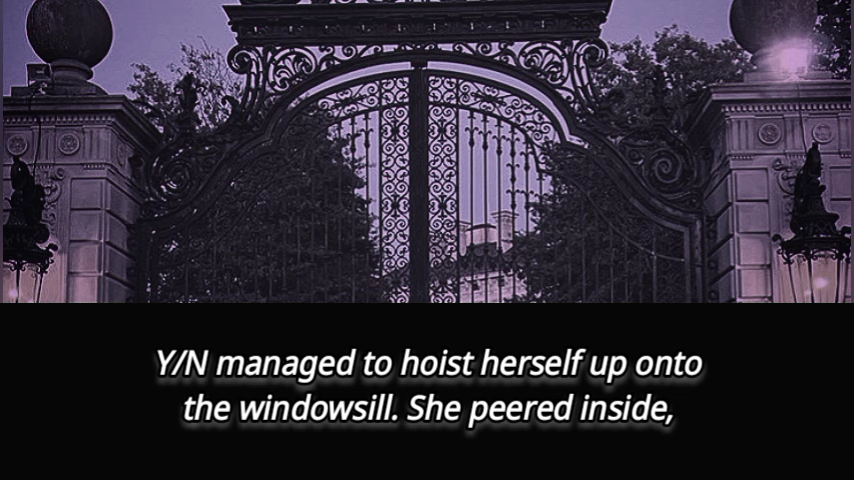 Y/N managed to hoist herself up onto
the windowsill. She peered inside,